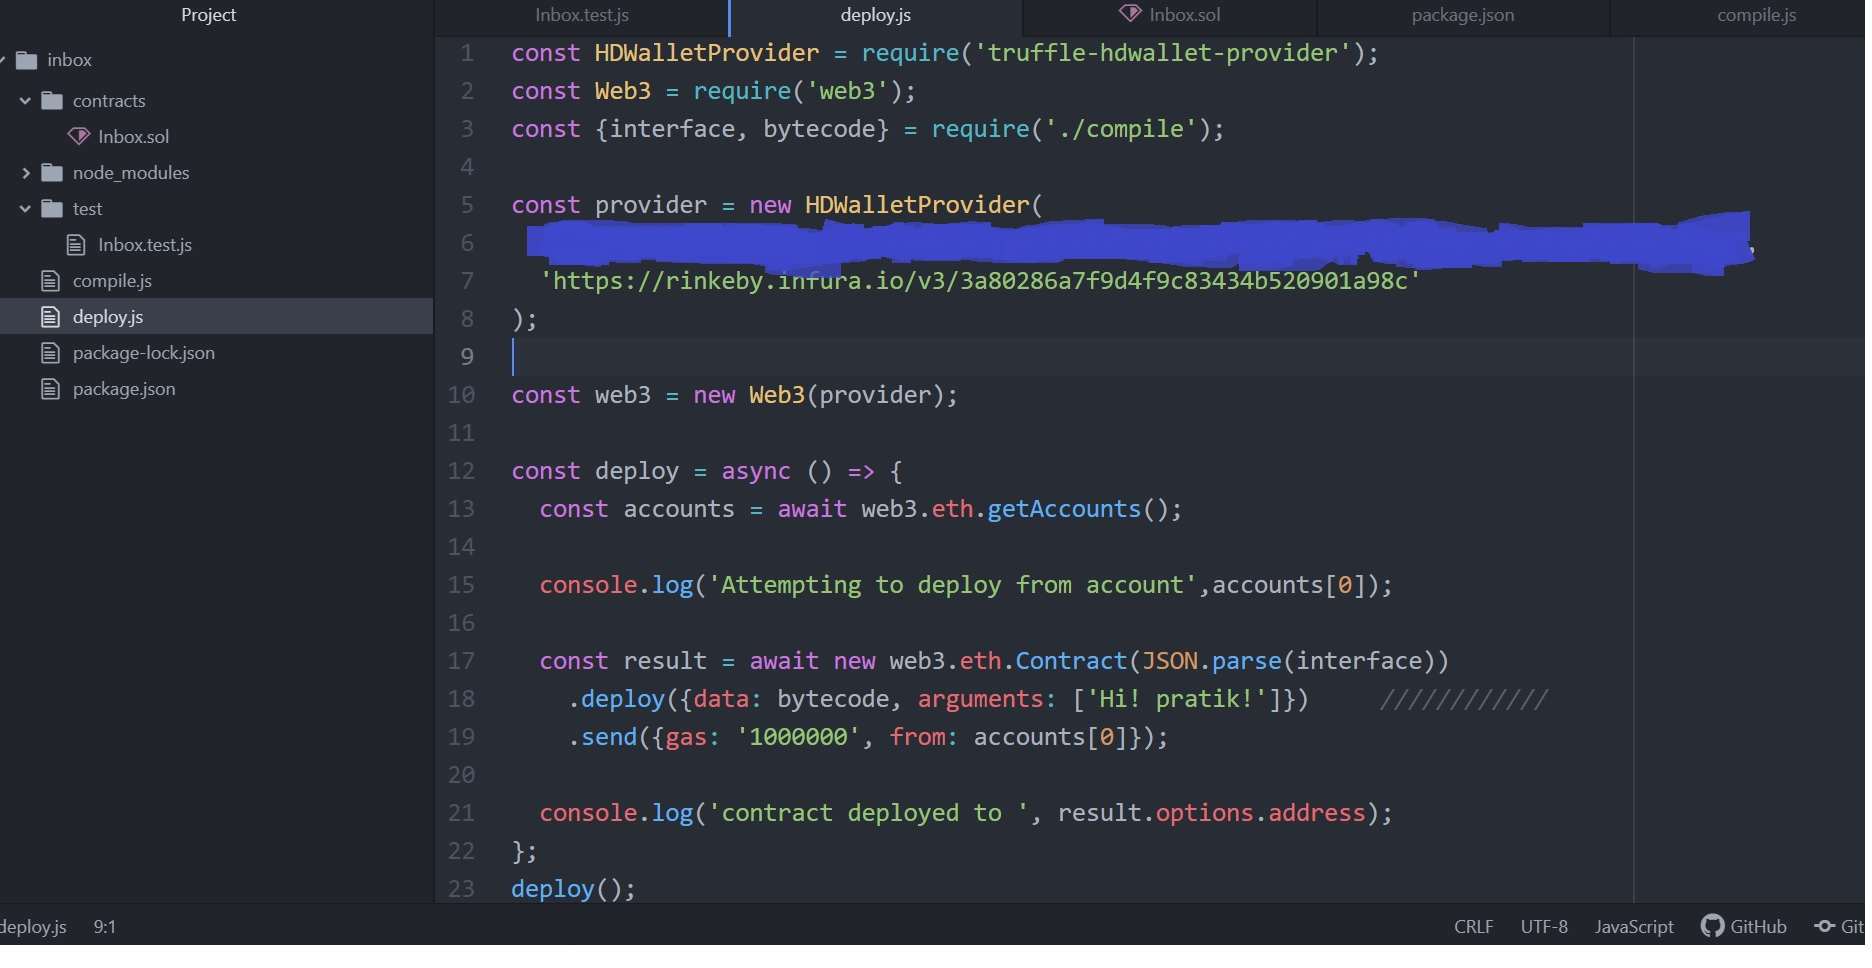 Project
Inbox.test.js
deploy.js
Inbox.sol
package.json
compile.js
inbox
contracts
Inbox.sol
node_modules
test
Inbox.test.js
compile.js
deploy.js
package-lock.json
package.json
1 const HDWalletProvider = require('truffle-hdwallet-provider');
2 const Web3 = require('web3');
3 const {interface, bytecode} = require('./compile');
4
5 const provider = new HDWalletProvider(
6 ,
7 'https://rinkeby.infura.io/v3/3a80286a7f9d4f9c83434b520901a98c'
8 );
9
10 const web3 = new Web3(provider);
11
12 const deploy = async () => {
13 const accounts = await web3.eth.getAccounts();
14
15 console.log('Attempting to deploy from account',accounts[0]);
16
17 const result = await new web3.eth.Contract(JSON.parse(interface))
18 .deploy({data: bytecode, arguments: ['Hi! pratik!']}) ////////////
19 .send({gas: '1000000', from: accounts[0]});
20
21 console.log('contract deployed to ', result.options.address);
22 };
23 deploy();
deploy.js 9:1 CRLF UTF-8 JavaScript GitHub Git